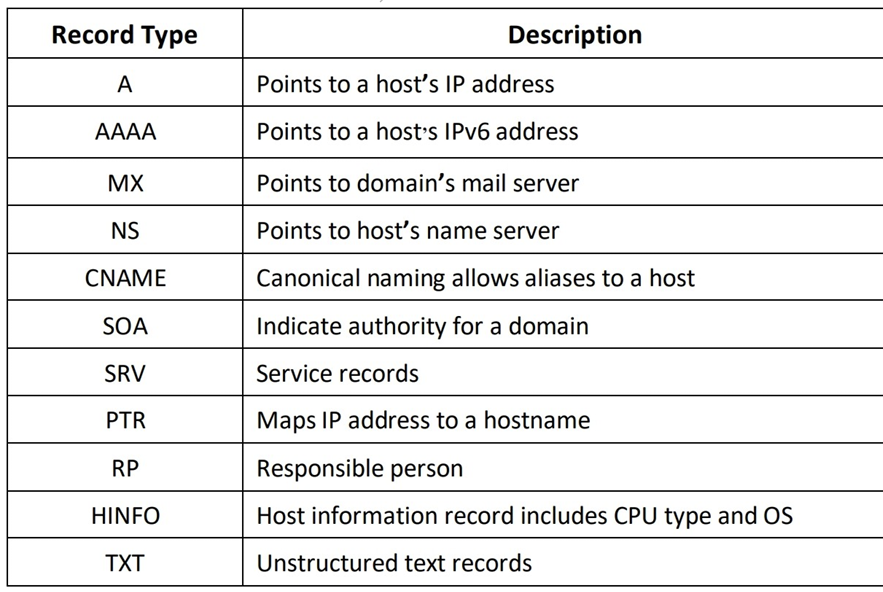 Record Type Description
A Points to a host's IP address
AAAA Points to a host's IPv6 address
MX Points to domain's mail server
NS Points to host's name server
CNAME Canonical naming allows aliases to a host
SOA Indicate authority for a domain
SRV Service records
PTR Maps IP address to a hostname
RP Responsible person
HINFO Host information record includes CPU type and OS
TXT Unstructured text records